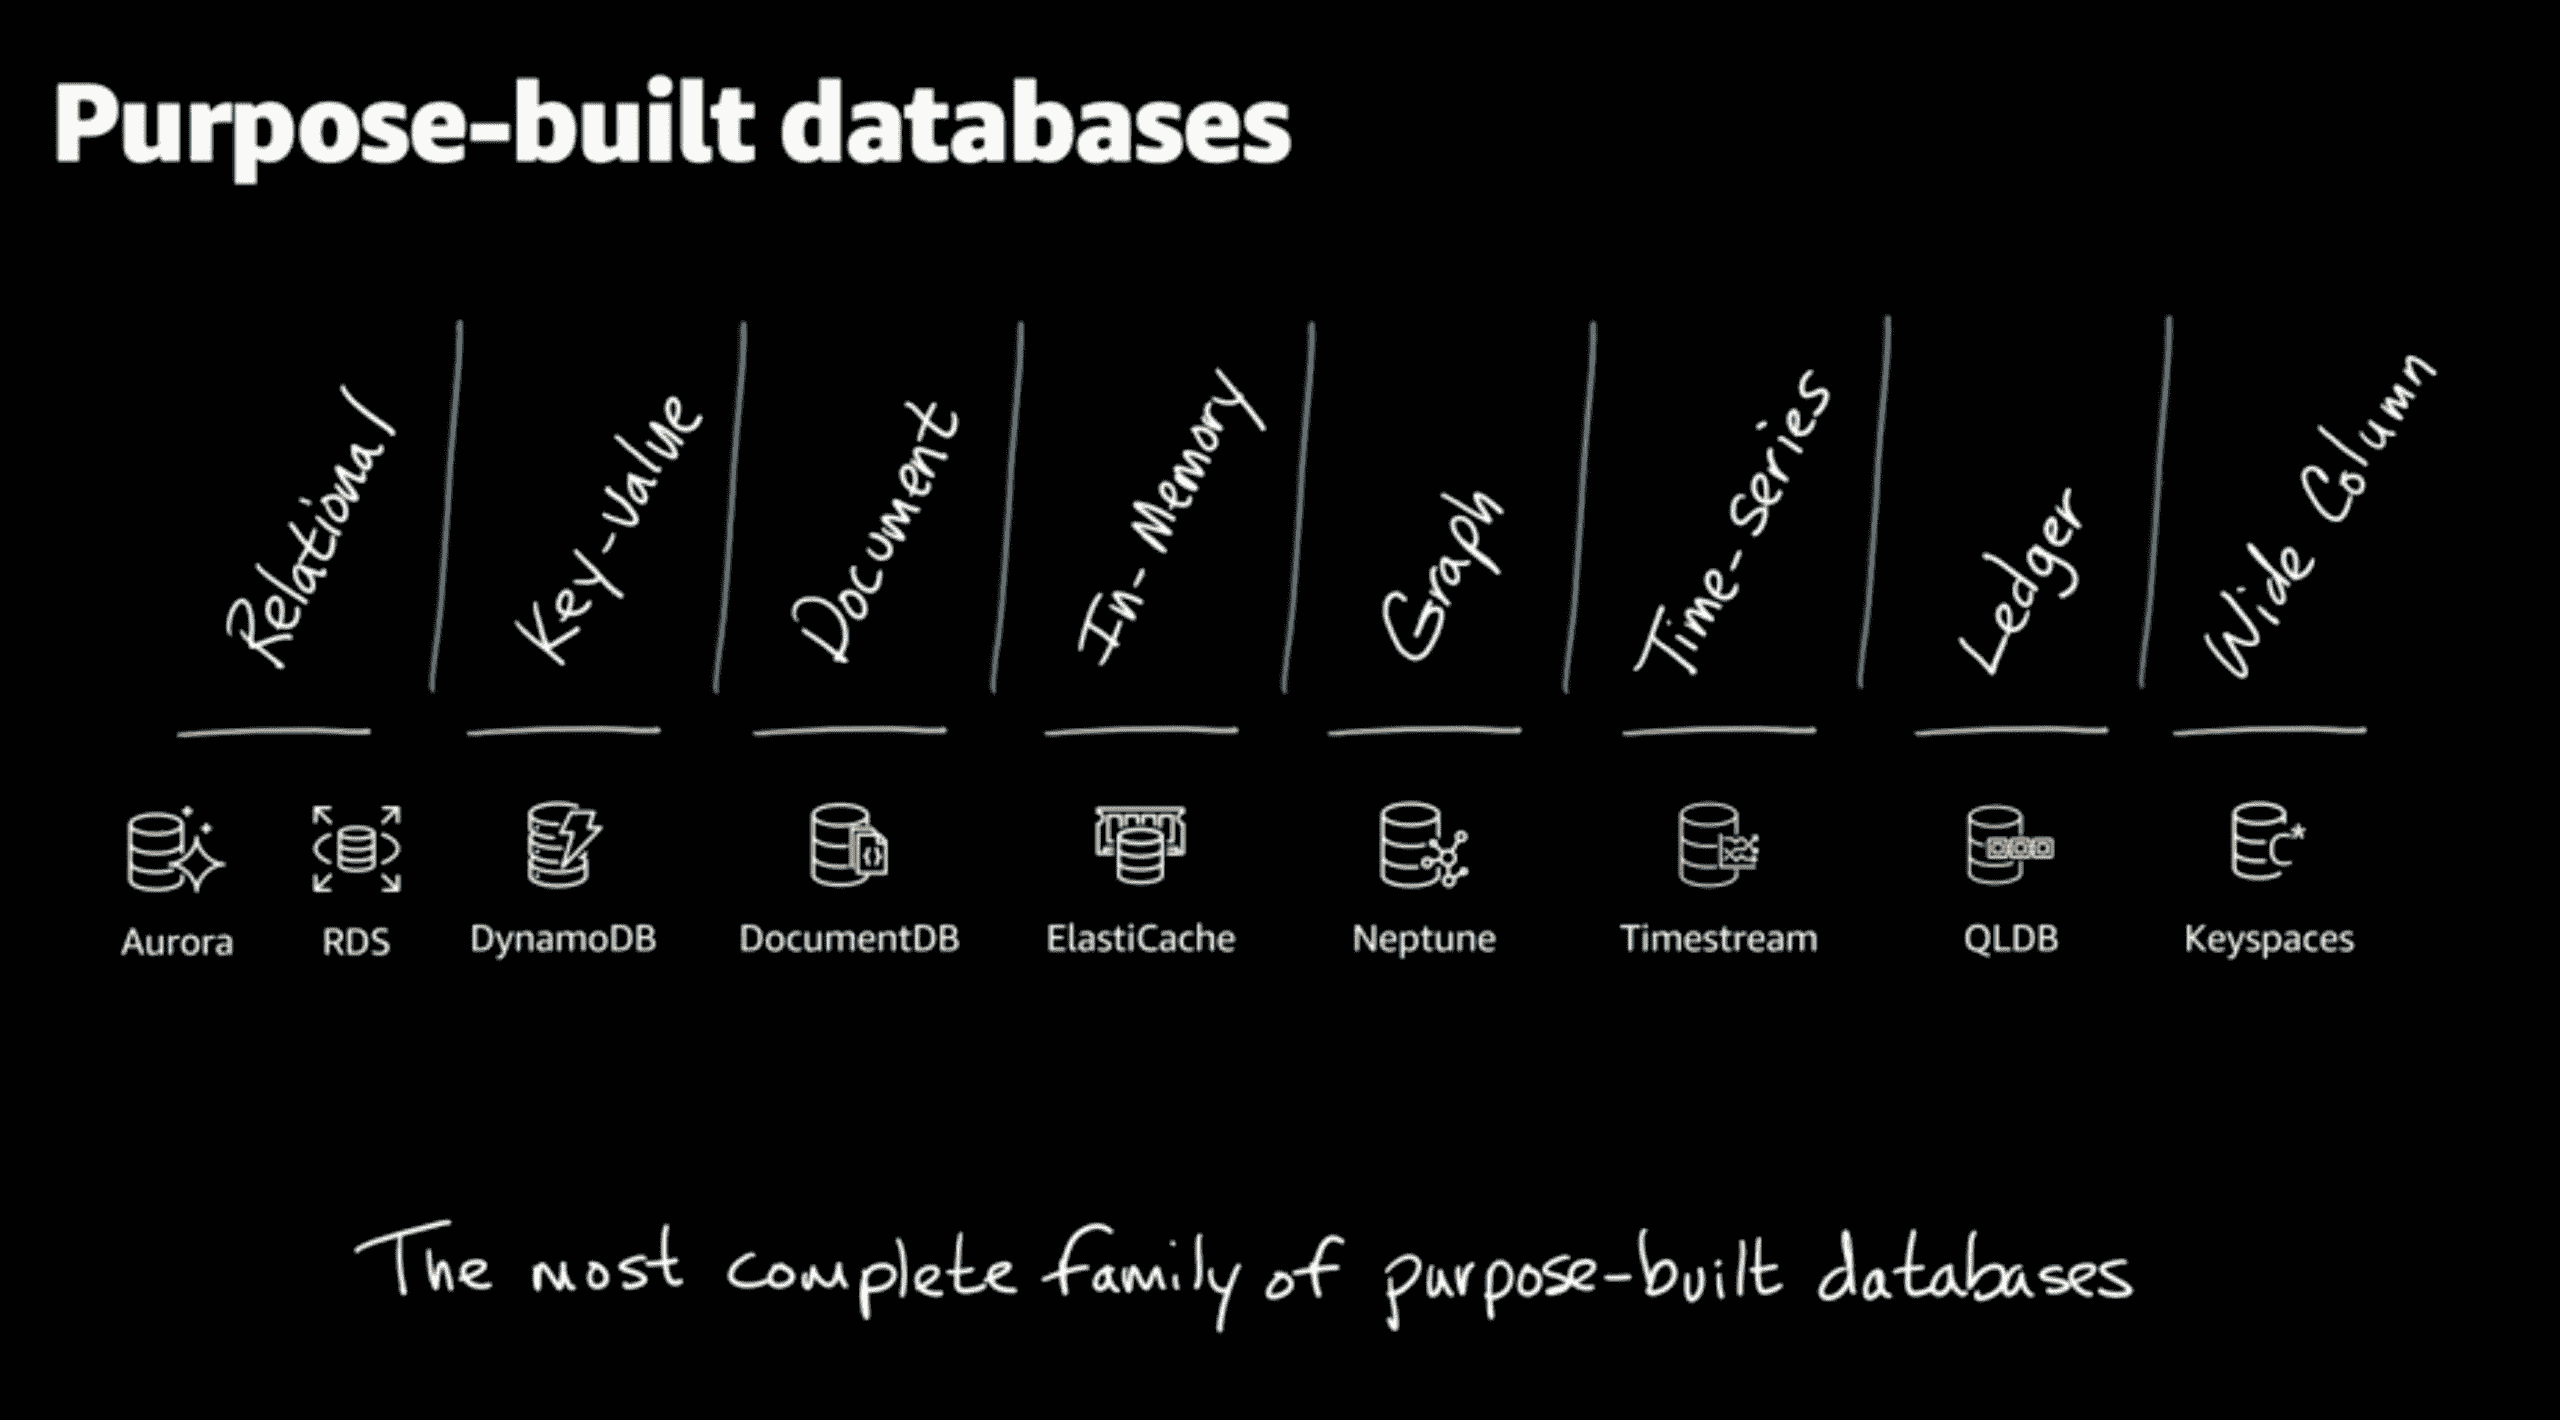 Purpose-built databases
Relational
Key-value
Document
In-Memory
Graph
Time-series
Ledger
Wide Column
Aurora
RDS
DynamoDB
DocumentDB
ElastiCache
Neptune
Timestream
QLDB
Keyspaces
The most complete family of purpose-built databases